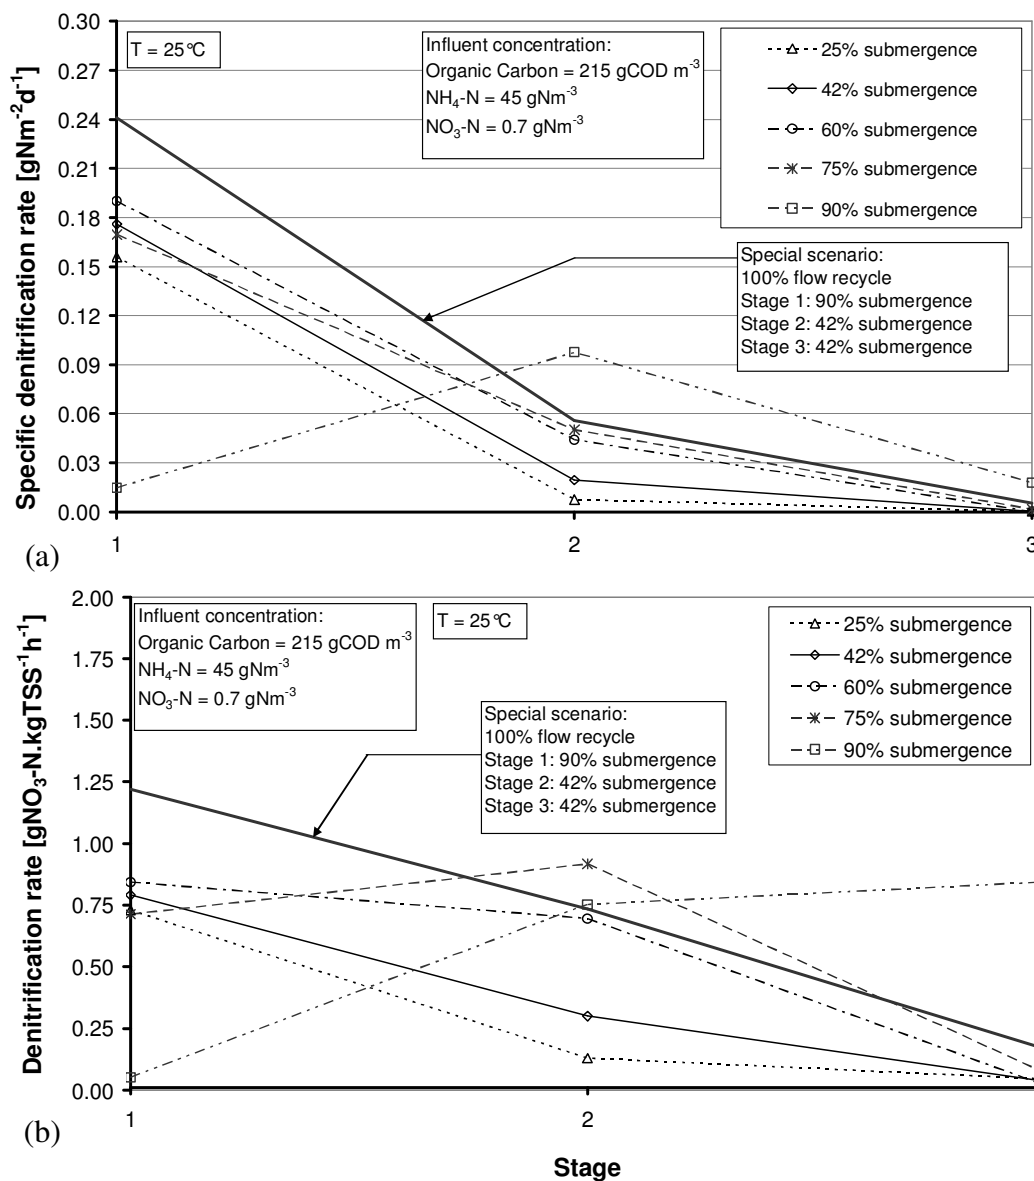 Specific denitrification rate [gNm⁻²d⁻¹]
0.30
0.27
0.24
0.21
0.18
0.15
0.12
0.09
0.06
0.03
0.00
T = 25°C
Influent concentration:
Organic Carbon = 215 gCOD m⁻³
NH₄-N = 45 gNm⁻³
NO₃-N = 0.7 gNm⁻³
25% submergence
42% submergence
60% submergence
75% submergence
90% submergence
Special scenario:
100% flow recycle
Stage 1: 90% submergence
Stage 2: 42% submergence
Stage 3: 42% submergence
1
2
3
(a)
Denitrification rate [gNO₃-N.kgTSS⁻¹h⁻¹]
2.00
1.75
1.50
1.25
1.00
0.75
0.50
0.25
0.00
Influent concentration:
Organic Carbon = 215 gCOD m⁻³
NH₄-N = 45 gNm⁻³
NO₃-N = 0.7 gNm⁻³
T = 25°C
25% submergence
42% submergence
60% submergence
75% submergence
90% submergence
Special scenario:
100% flow recycle
Stage 1: 90% submergence
Stage 2: 42% submergence
Stage 3: 42% submergence
1
2
(b)
Stage